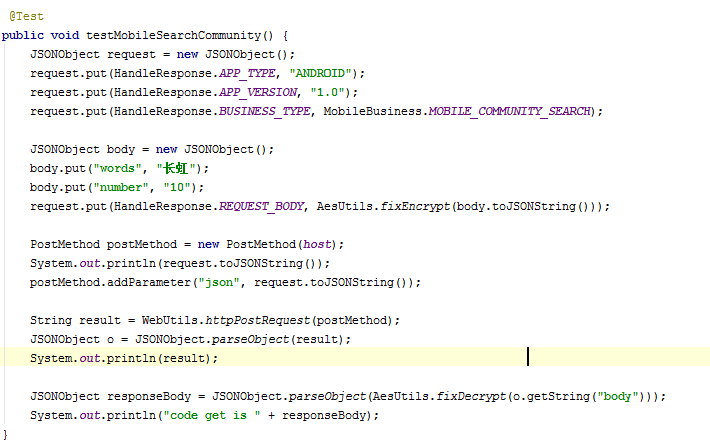 @Test
public void testMobileSearchCommunity() {
    JSONObject request = new JSONObject();
    request.put(HandleResponse.APP_TYPE, "ANDROID");
    request.put(HandleResponse.APP_VERSION, "1.0");
    request.put(HandleResponse.BUSINESS_TYPE, MobileBusiness.MOBILE_COMMUNITY_SEARCH);
    JSONObject body = new JSONObject();
    body.put("words", "长虹");
    body.put("number", "10");
    request.put(HandleResponse.REQUEST_BODY, AesUtils.fixEncrypt(body.toJSONString()));
    PostMethod postMethod = new PostMethod(host);
    System.out.println(request.toJSONString());
    postMethod.addParameter("json", request.toJSONString());
    String result = WebUtils.httpPostRequest(postMethod);
    JSONObject o = JSONObject.parseObject(result);
    System.out.println(result);
    JSONObject responseBody = JSONObject.parseObject(AesUtils.fixDecrypt(o.getString("body")));
    System.out.println("code get is " + responseBody);
}